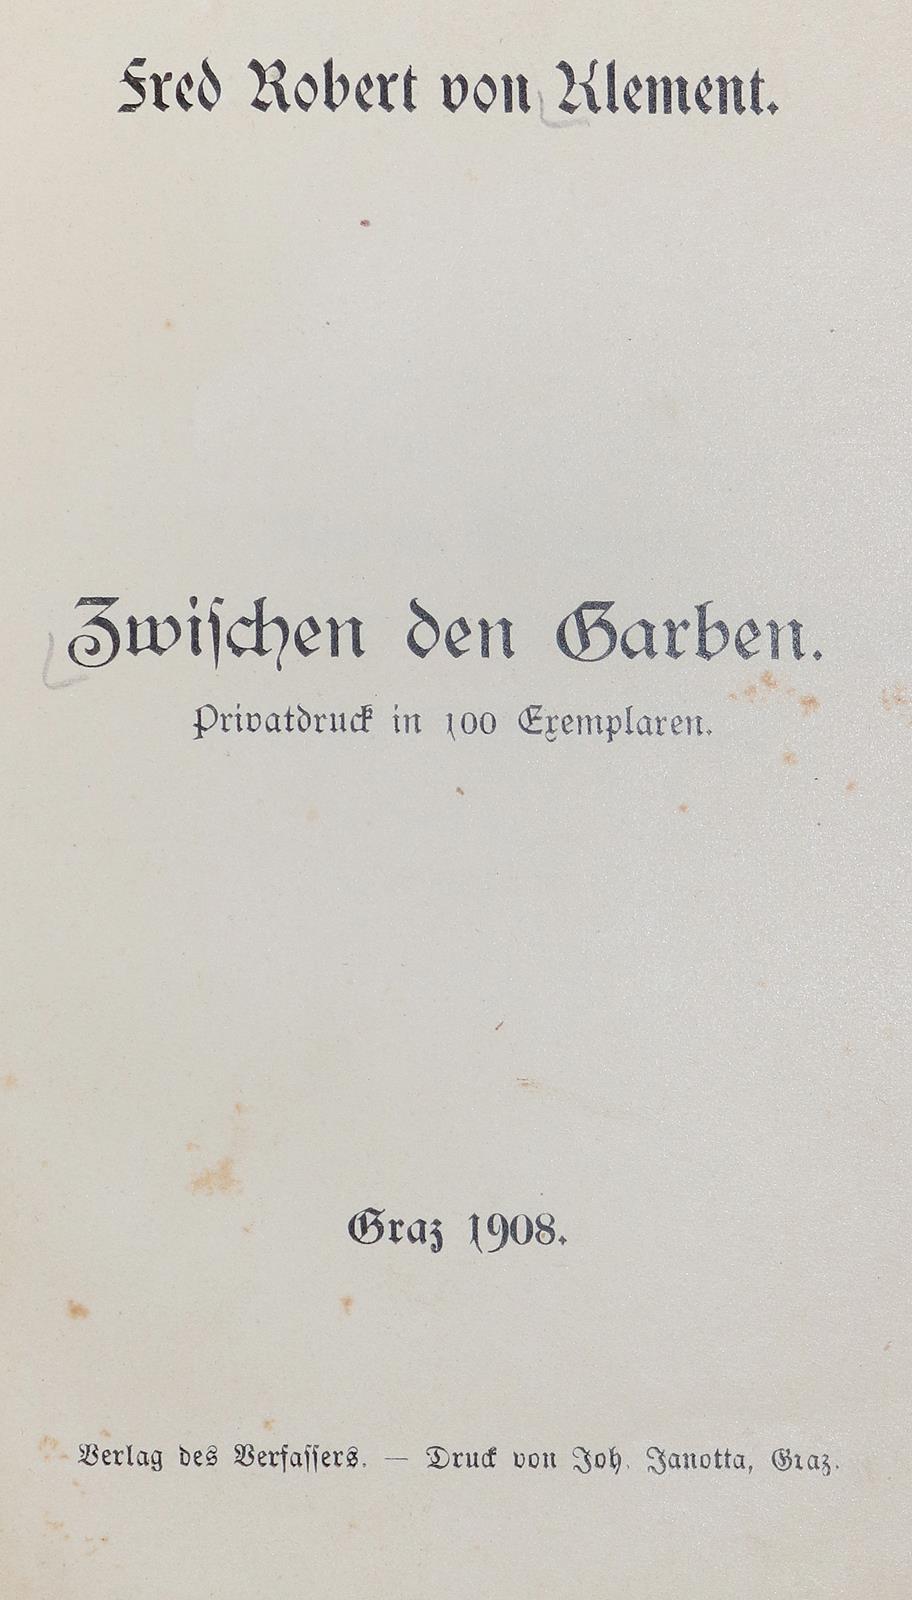 Fred Robert von Klement.
Zwischen den Garben.
Privatdruck in 100 Exemplaren.
Graz 1908.
Verlag des Verfassers. — Druck von Joh. Janotta, Graz.